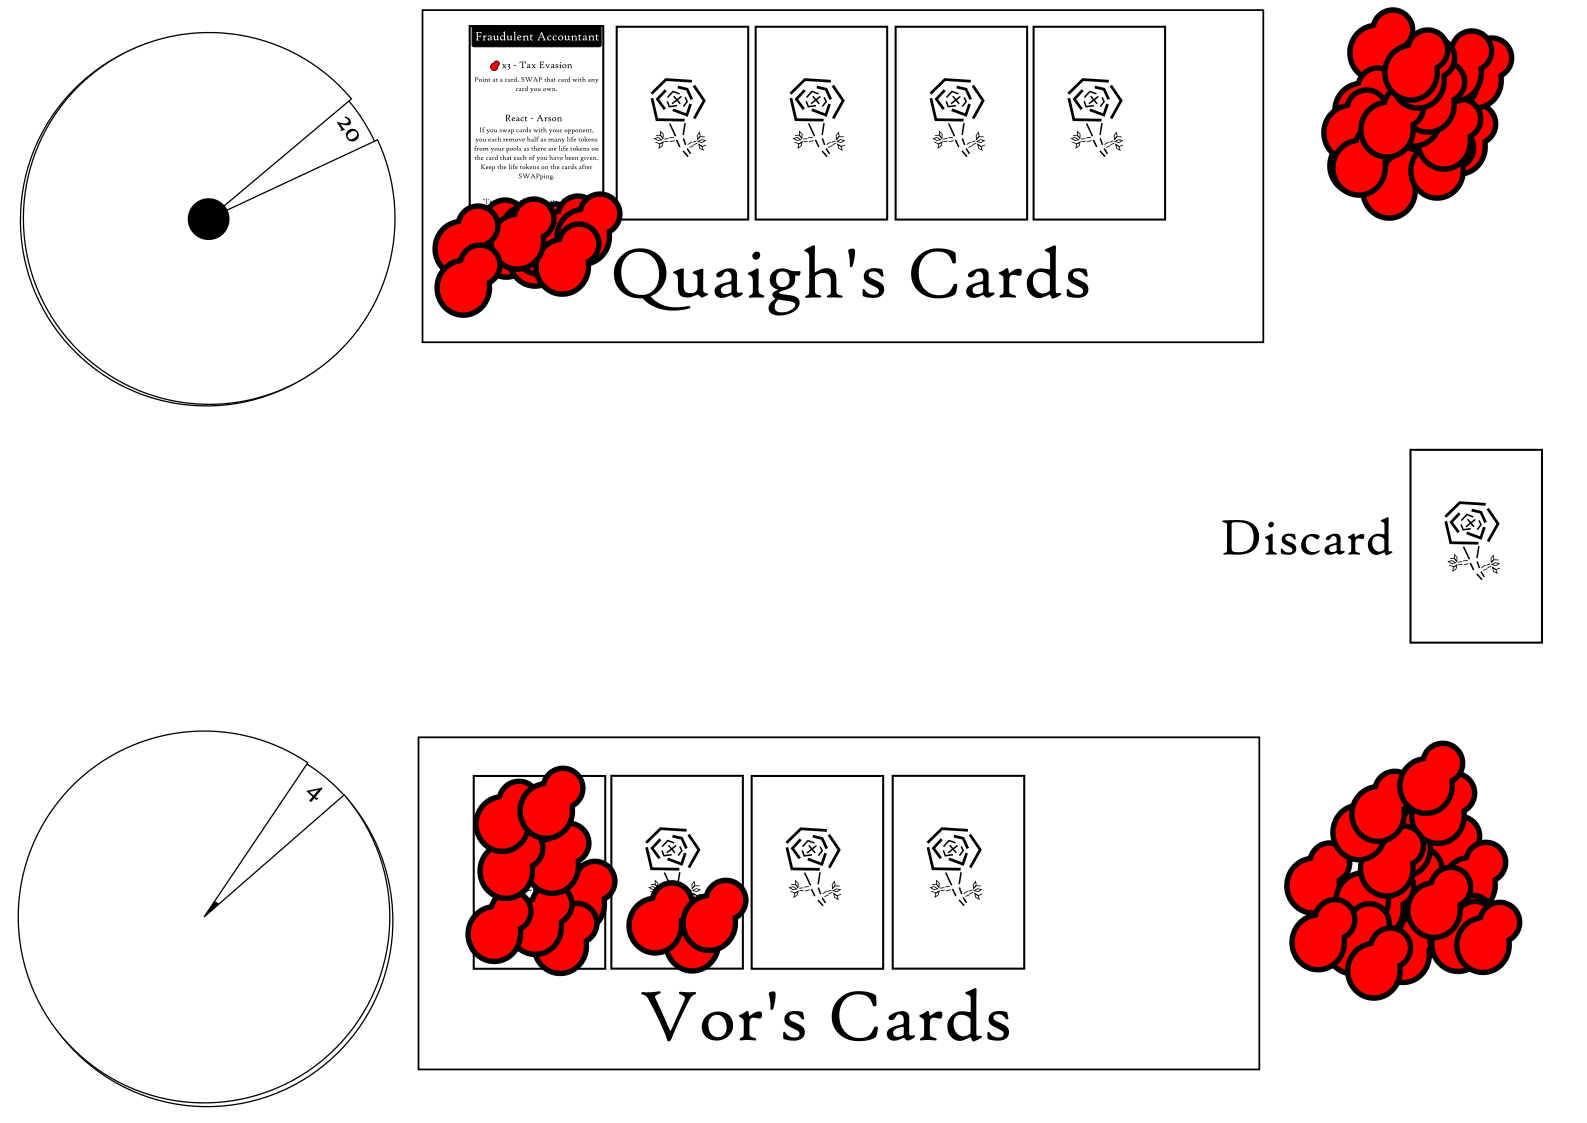 Fraudulent Accountant
x3 - Tax Evasion
Point at a card. SWAP that card with any
card you own.
React - Arson
If you swap cards with your opponent,
you each remove half as many life tokens
from your pools as there are life tokens on
the card that each of you have been given.
Keep the life tokens on the cards after
SWAPping.
20
Quaigh's Cards
Discard
4
Vor's Cards